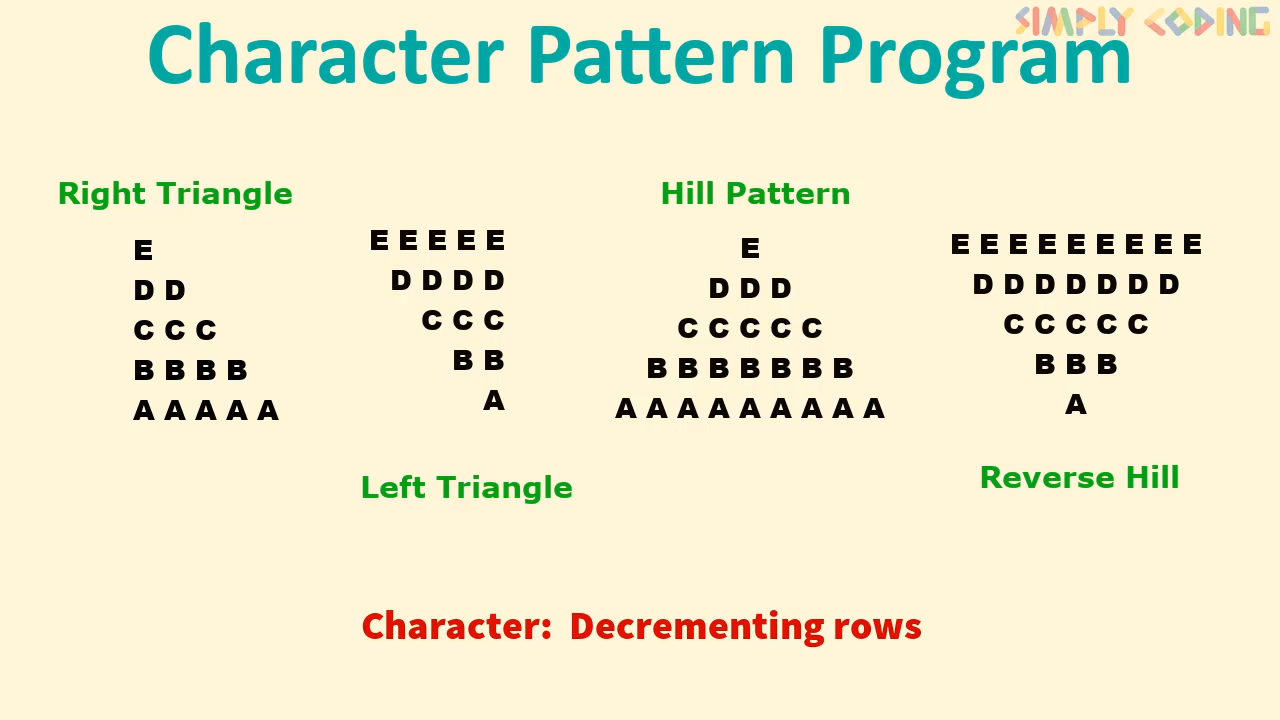 SIMPLY CODING
Character Pattern Program
Right Triangle
E
D D
C C C
B B B B
A A A A A
E E E E E
D D D D
C C C
B B
A
Left Triangle
Hill Pattern
E
D D D
C C C C C
B B B B B B B
A A A A A A A A A
E E E E E E E E E
D D D D D D D
C C C C C
B B B
A
Reverse Hill
Character: Decrementing rows